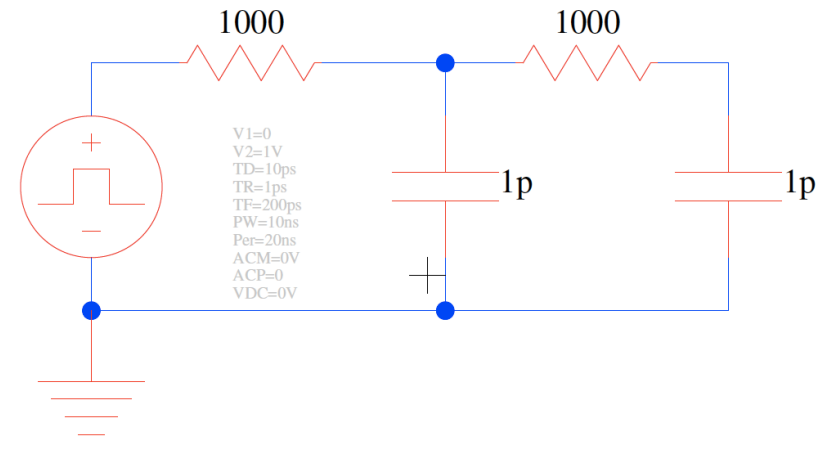 1000
1000
V1=0
V2=1V
TD=10ps
TR=1ps
TF=200ps
PW=10ns
Per=20ns
ACM=0V
ACP=0
VDC=0V
1p
1p